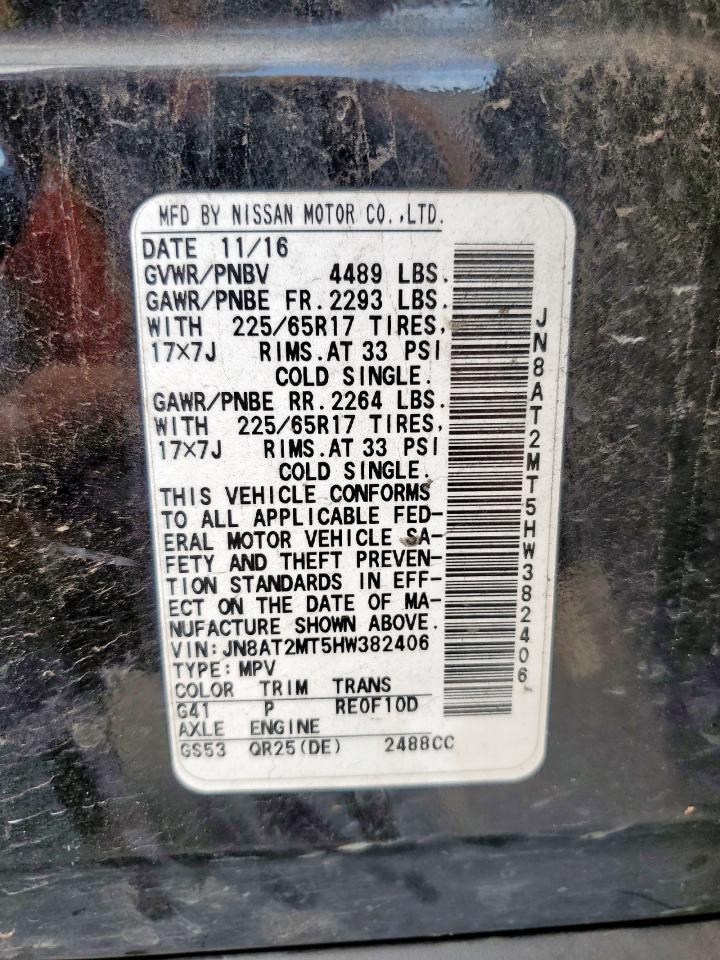 MFD BY NISSAN MOTOR CO.,LTD.
DATE 11/16
GVWR/PNBV 4489 LBS.
GAWR/PNBE FR. 2293 LBS.
WITH 225/65R17 TIRES,
17×7J RIMS.AT 33 PSI
COLD SINGLE.
GAWR/PNBE RR. 2264 LBS.
WITH 225/65R17 TIRES,
17×7J RIMS.AT 33 PSI
COLD SINGLE.
THIS VEHICLE CONFORMS
TO ALL APPLICABLE FED-
ERAL MOTOR VEHICLE SA-
FETY AND THEFT PREVEN-
TION STANDARDS IN EFF-
ECT ON THE DATE OF MA-
NUFACTURE SHOWN ABOVE.
VIN:JN8AT2MT5HW382406
TYPE:MPV
COLOR TRIM TRANS
G41 P RE0F10D
AXLE ENGINE
GS53 QR25(DE) 2488CC
JN8AT2MT5HW382406